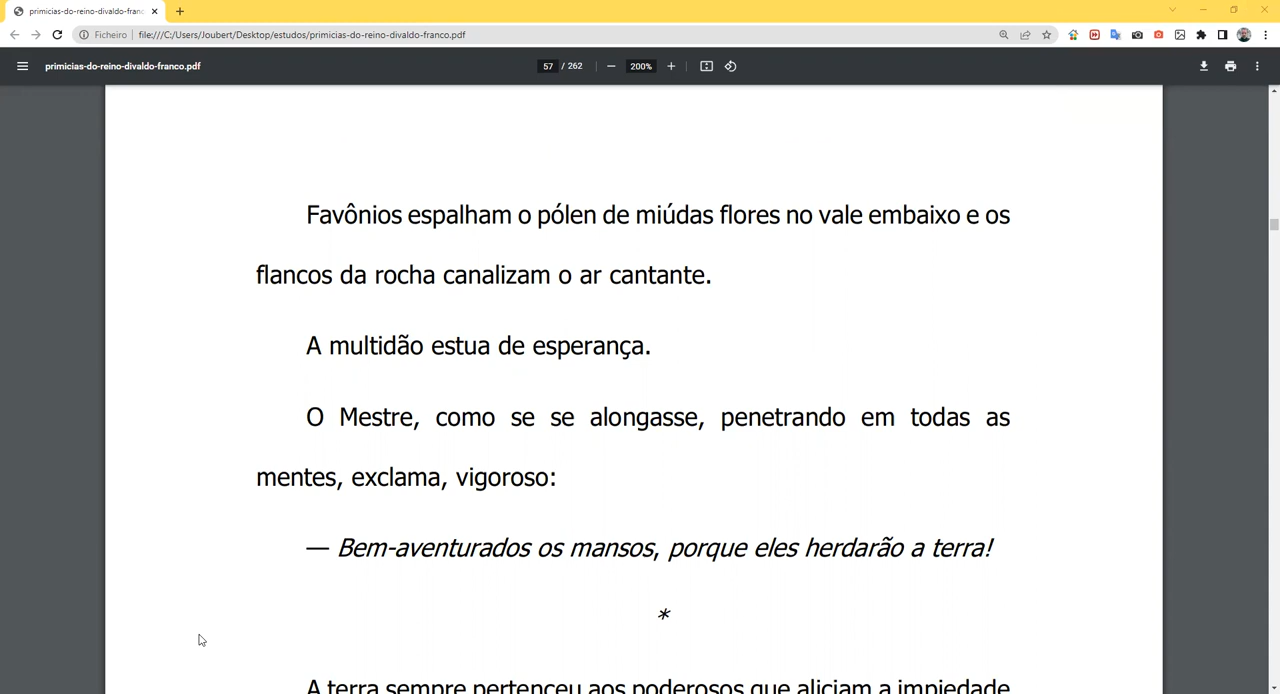 primicias-do-reino-divaldo-franc
Ficheiro | file:///C:/Users/Joubert/Desktop/estudos/primicias-do-reino-divaldo-franco.pdf
primicias-do-reino-divaldo-franco.pdf
57 / 262
200%
Favônios espalham o pólen de miúdas flores no vale embaixo e os
flancos da rocha canalizam o ar cantante.
A multidão estua de esperança.
O Mestre, como se se alongasse, penetrando em todas as
mentes, exclama, vigoroso:
— Bem-aventurados os mansos, porque eles herdarão a terra!
*
A terra sempre pertenceu aos poderosos que aliciam a impiedade